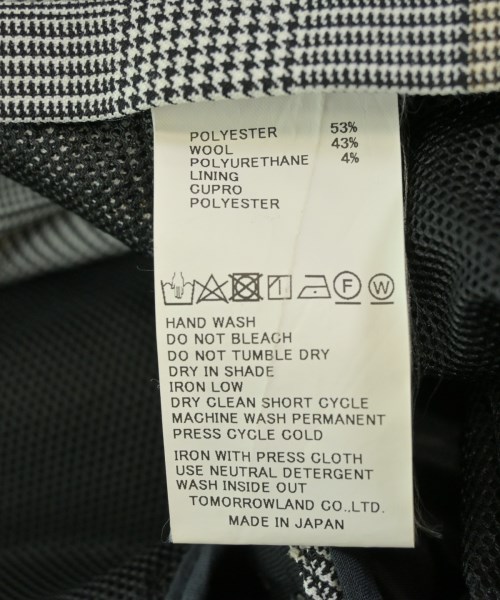 POLYESTER 53%
WOOL 43%
POLYURETHANE 4%
LINING
CUPRO
POLYESTER
F W
HAND WASH
DO NOT BLEACH
DO NOT TUMBLE DRY
DRY IN SHADE
IRON LOW
DRY CLEAN SHORT CYCLE
MACHINE WASH PERMANENT
PRESS CYCLE COLD
IRON WITH PRESS CLOTH
USE NEUTRAL DETERGENT
WASH INSIDE OUT
TOMORROWLAND CO.,LTD.
MADE IN JAPAN